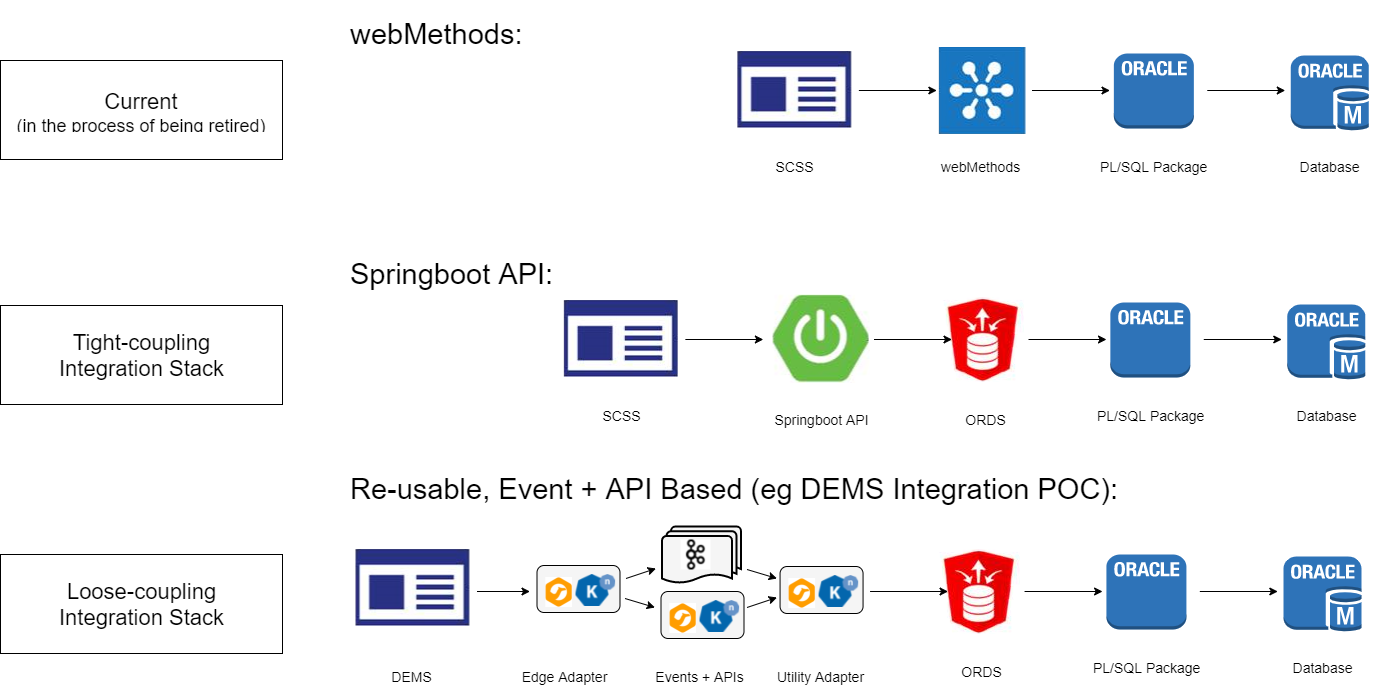 webMethods:
Current
(in the process of being retired)
ORACLE
ORACLE
M
SCSS
webMethods
PL/SQL Package
Database
Springboot API:
Tight-coupling
Integration Stack
ORACLE
ORACLE
M
SCSS
Springboot API
ORDS
PL/SQL Package
Database
Re-usable, Event + API Based (eg DEMS Integration POC):
Loose-coupling
Integration Stack
K n
K n
K n
ORACLE
ORACLE
M
DEMS
Edge Adapter
Events + APIs
Utility Adapter
ORDS
PL/SQL Package
Database